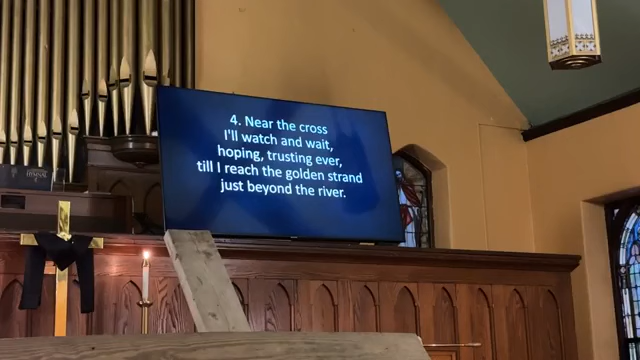 4. Near the cross
I'll watch and wait,
hoping, trusting ever,
till I reach the golden strand
just beyond the river.
HYMNS